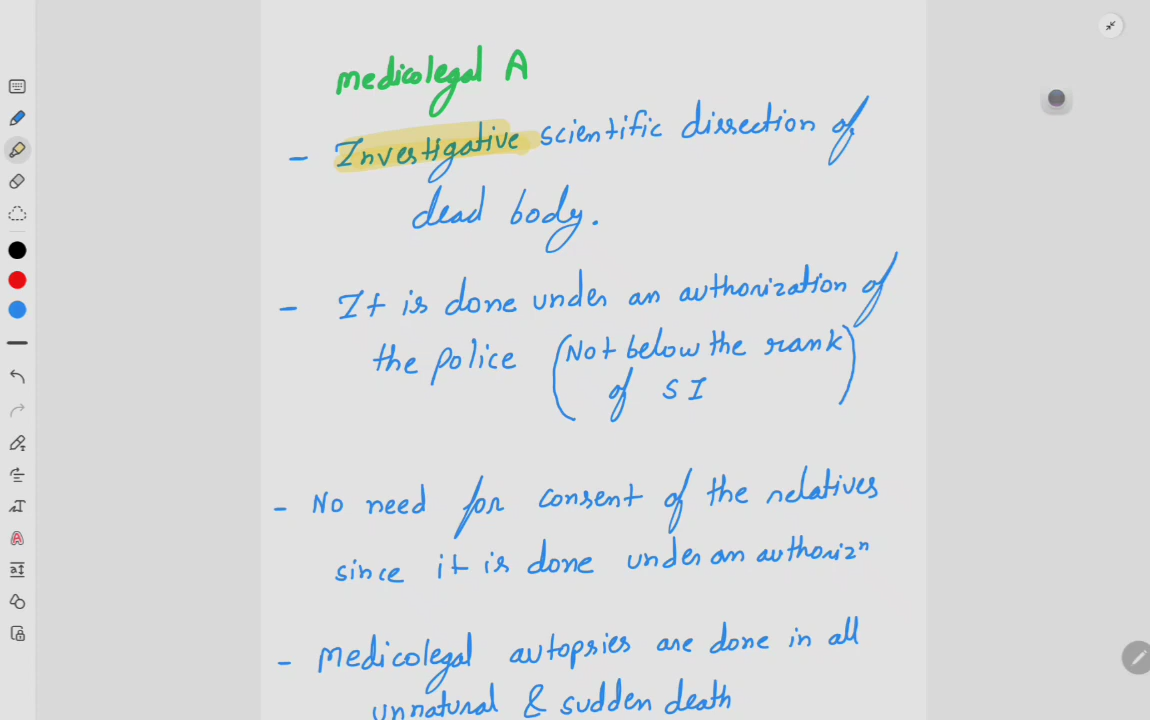 medicolegal A
- Investigative scientific dissection of
dead body.
- It is done under an authorization of
the police (Not below the rank
of SI)
- No need for consent of the relatives
since it is done under an authorizⁿ
- Medicolegal autopsies are done in all
unnatural & sudden death